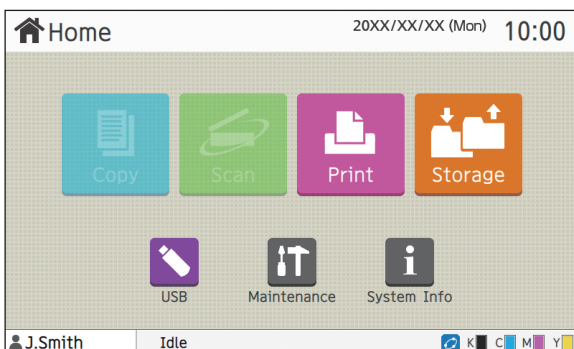 Home 20XX/XX/XX (Mon) 10:00
Copy Scan Print Storage
USB Maintenance System Info
J.Smith Idle K C M Y